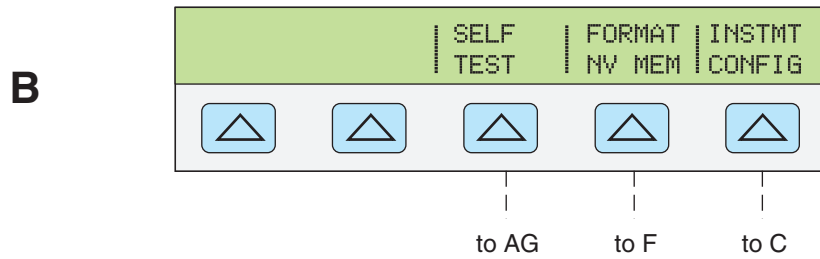 B
SELF FORMAT INSTMT
TEST NV MEM CONFIG
to AG to F to C